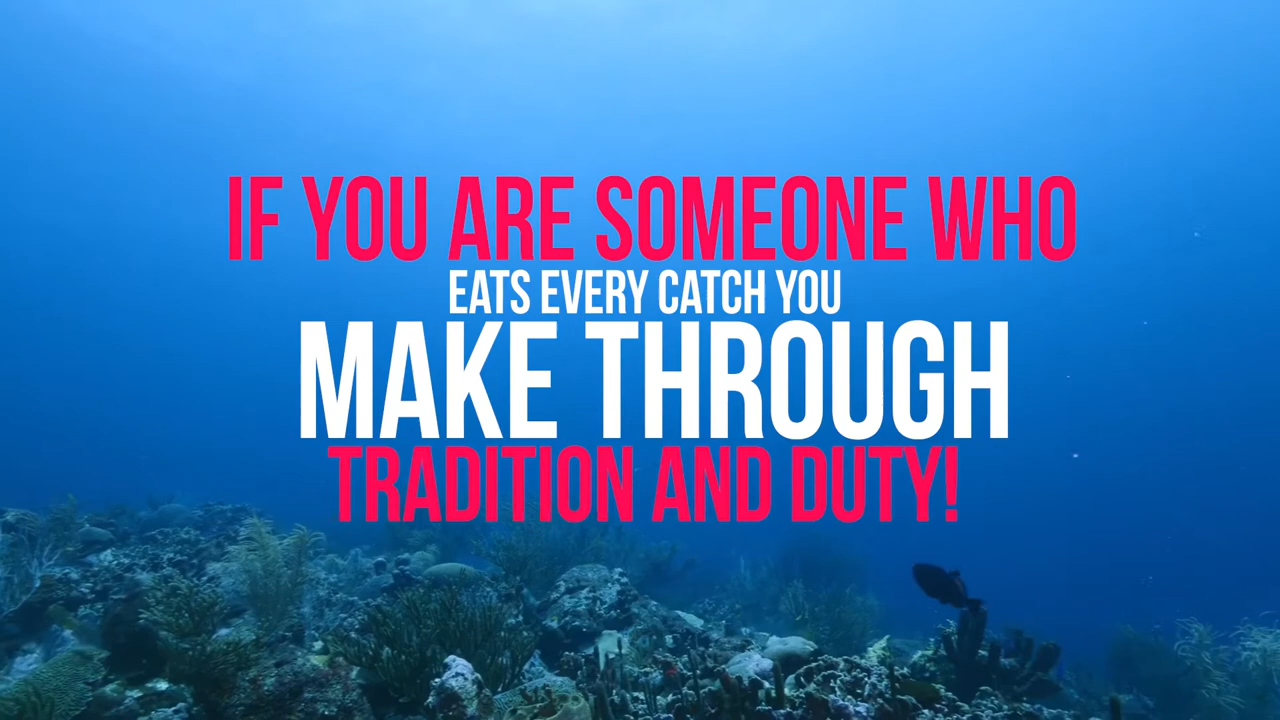 IF YOU ARE SOMEONE WHO
EATS EVERY CATCH YOU
MAKE THROUGH
TRADITION AND DUTY!